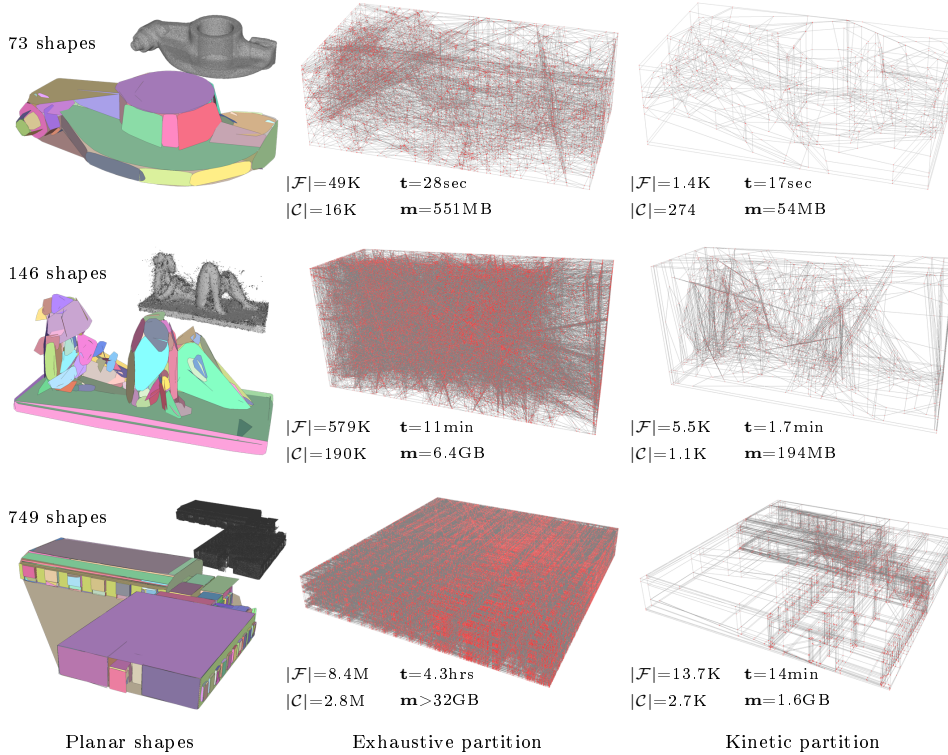 73 shapes
|F|=49K t=28sec |F|=1.4K t=17sec
|C|=16K m=551MB |C|=274 m=54MB
146 shapes
|F|=579K t=11min |F|=5.5K t=1.7min
|C|=190K m=6.4GB |C|=1.1K m=194MB
749 shapes
|F|=8.4M t=4.3hrs |F|=13.7K t=14min
|C|=2.8M m>32GB |C|=2.7K m=1.6GB
Planar shapes Exhaustive partition Kinetic partition